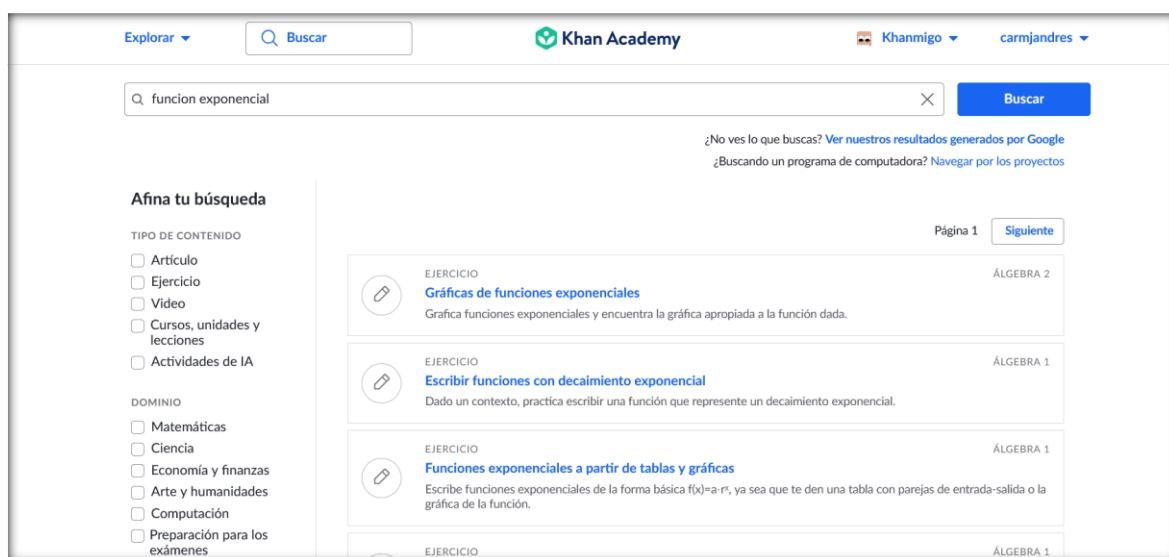 Explorar
Buscar
Khan Academy
Khanmigo
carmjandres
funcion exponencial
Buscar
¿No ves lo que buscas? Ver nuestros resultados generados por Google
¿Buscando un programa de computadora? Navegar por los proyectos
Afina tu búsqueda
TIPO DE CONTENIDO
Artículo
Ejercicio
Video
Cursos, unidades y
lecciones
Actividades de IA
DOMINIO
Matemáticas
Ciencia
Economía y finanzas
Arte y humanidades
Computación
Preparación para los
exámenes
Página 1
Siguiente
EJERCICIO
ÁLGEBRA 2
Gráficas de funciones exponenciales
Grafica funciones exponenciales y encuentra la gráfica apropiada a la función dada.
EJERCICIO
ÁLGEBRA 1
Escribir funciones con decaimiento exponencial
Dado un contexto, practica escribir una función que represente un decaimiento exponencial.
EJERCICIO
ÁLGEBRA 1
Funciones exponenciales a partir de tablas y gráficas
Escribe funciones exponenciales de la forma básica f(x)=a⋅rˣ, ya sea que te den una tabla con parejas de entrada-salida o la
gráfica de la función.
EJERCICIO
ÁLGEBRA 1